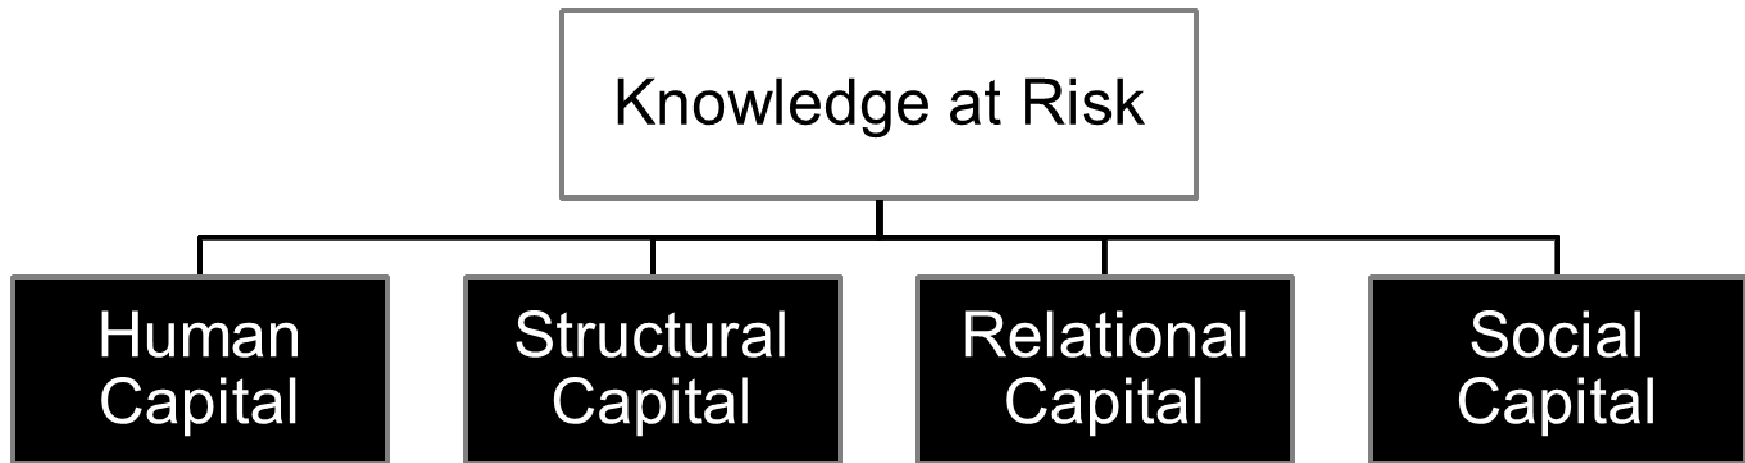 Knowledge at Risk
Human
Capital
Structural
Capital
Relational
Capital
Social
Capital